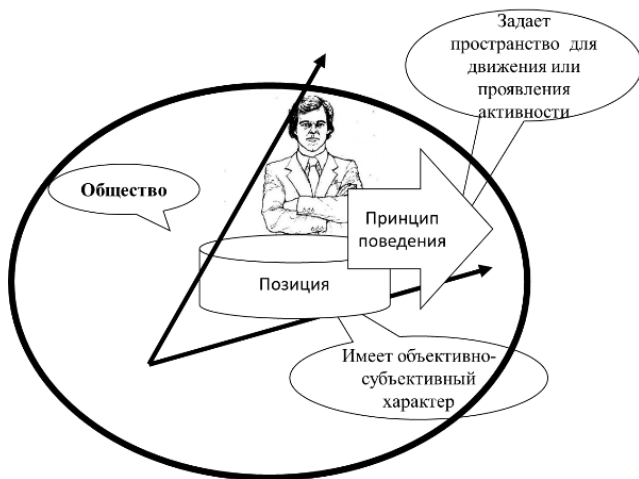 Задает
пространство для
движения или
проявления
активности
Общество
Принцип
поведения
Позиция
Имеет объективно-
субъективный
характер